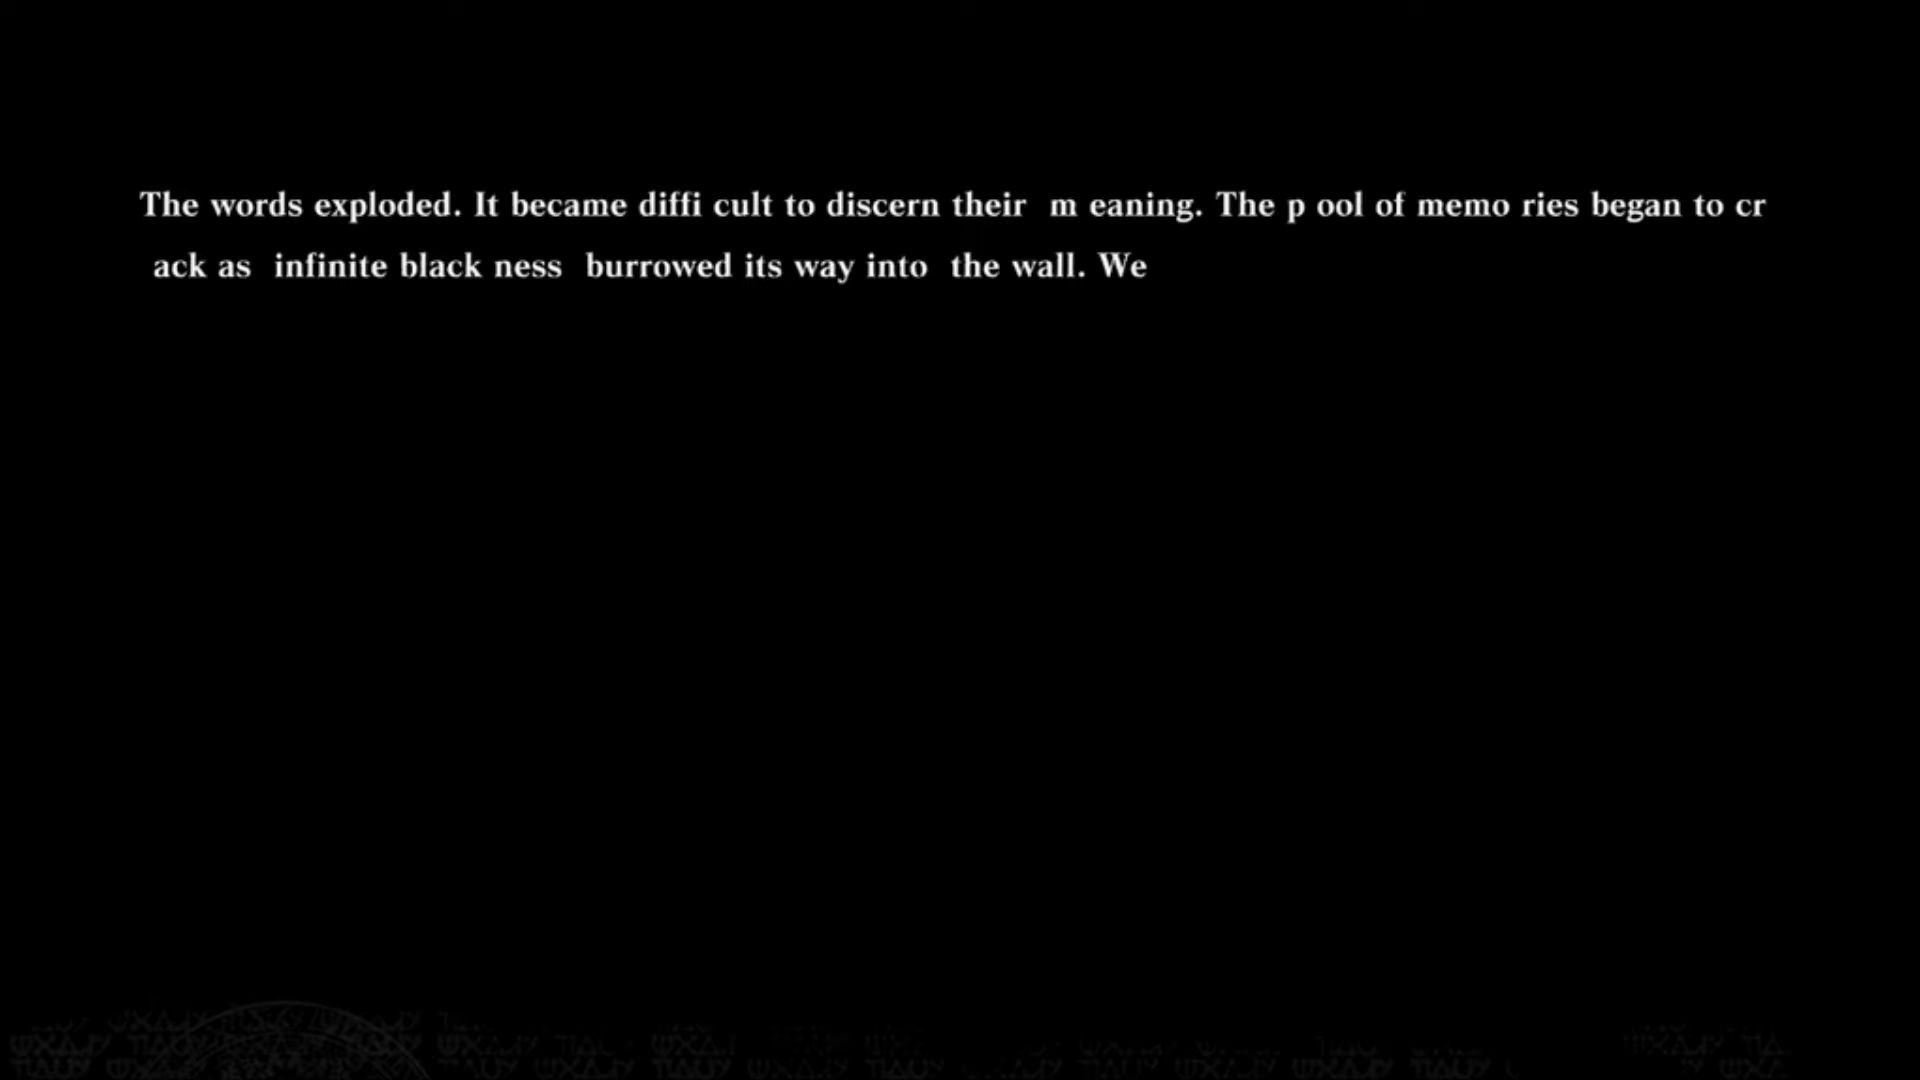 The words exploded. It became diffi cult to discern their  m eaning. The p ool of memo ries began to cr
ack as  infinite black ness  burrowed its way into  the wall. We